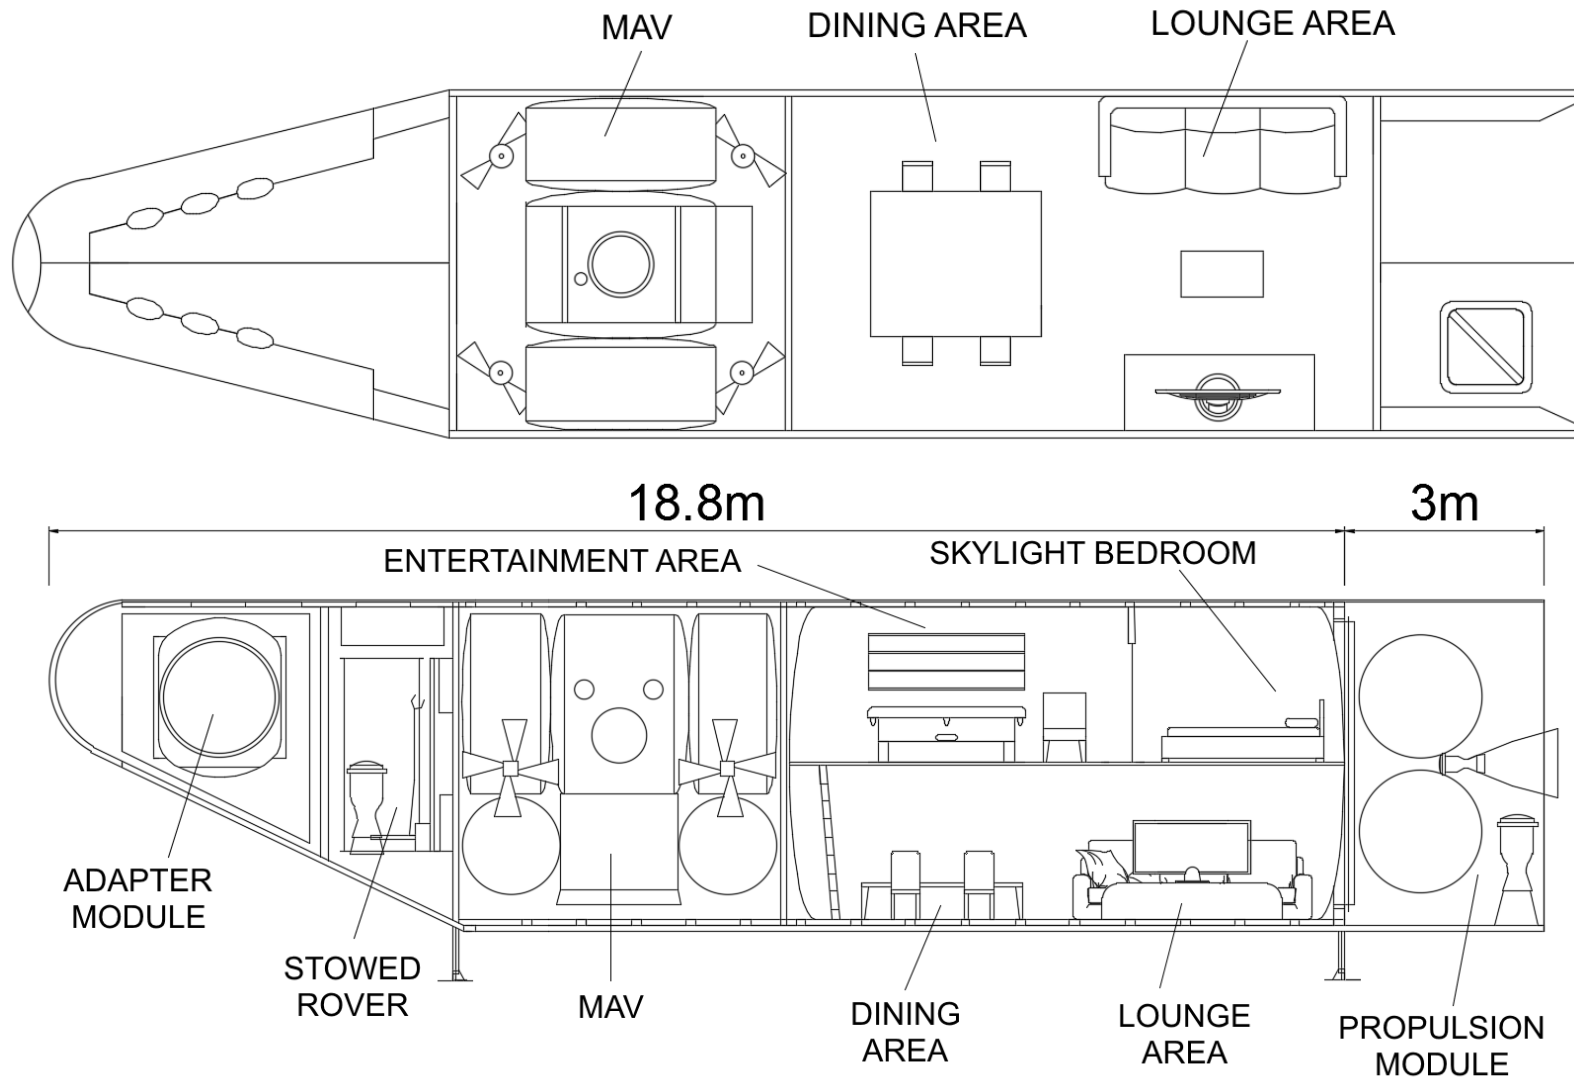 MAV
DINING AREA
LOUNGE AREA
18.8m
3m
ENTERTAINMENT AREA
SKYLIGHT BEDROOM
ADAPTER
MODULE
STOWED
ROVER
MAV
DINING
AREA
LOUNGE
AREA
PROPULSION
MODULE